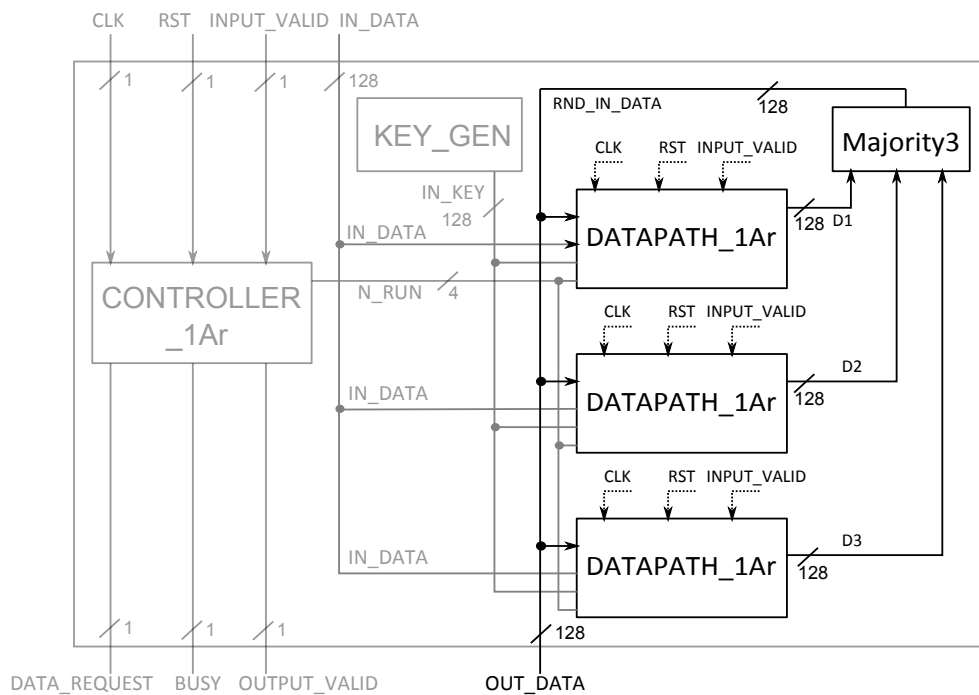 CLK RST INPUT_VALID IN_DATA
1 1 1 128
RND_IN_DATA 128
KEY_GEN
Majority3
CLK RST INPUT_VALID
IN_KEY
128
DATAPATH_1Ar
128 D1
IN_DATA
CONTROLLER
_1Ar
N_RUN 4
CLK RST INPUT_VALID
DATAPATH_1Ar
128 D2
IN_DATA
CLK RST INPUT_VALID
DATAPATH_1Ar
128 D3
IN_DATA
1 1 1 128
DATA_REQUEST BUSY OUTPUT_VALID OUT_DATA